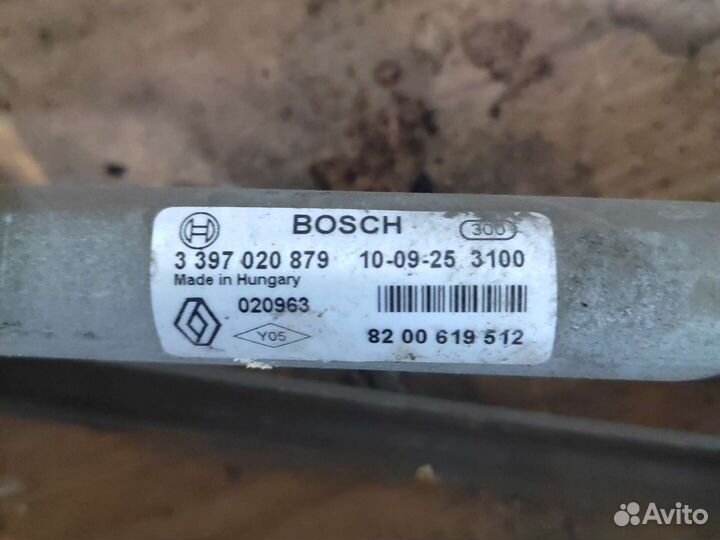 BOSCH 300
3 397 020 879 10-09-25 3100
Made in Hungary
020963
Y05 82 00 619 512
Avito